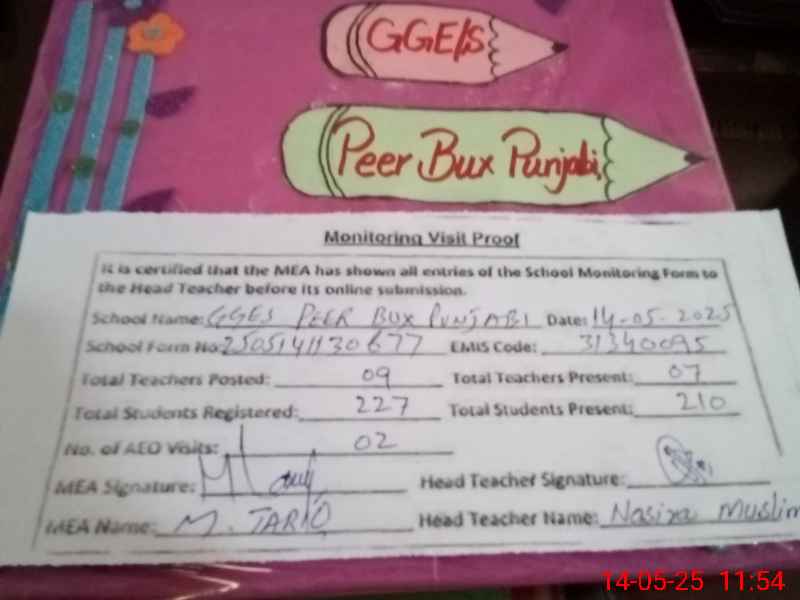 GGE/S
Peer Bux Punjabi,
Monitoring Visit Proof
It is certified that the MEA has shown all entries of the School Monitoring Form to
the Head Teacher before its online submission.
School Name: GGES PEER BUX PUNJABI Date: 14-05-2025
School Form No: 2505141130677 EMIS Code: 31340095
Total Teachers Posted: 09 Total Teachers Present: 07
Total Students Registered: 227 Total Students Present: 210
No. of AEO Visits: 02
MEA Signature: Head Teacher Signature:
MEA Name: M. TARIQ Head Teacher Name: Nasira Muslim
14-05-25 11:54